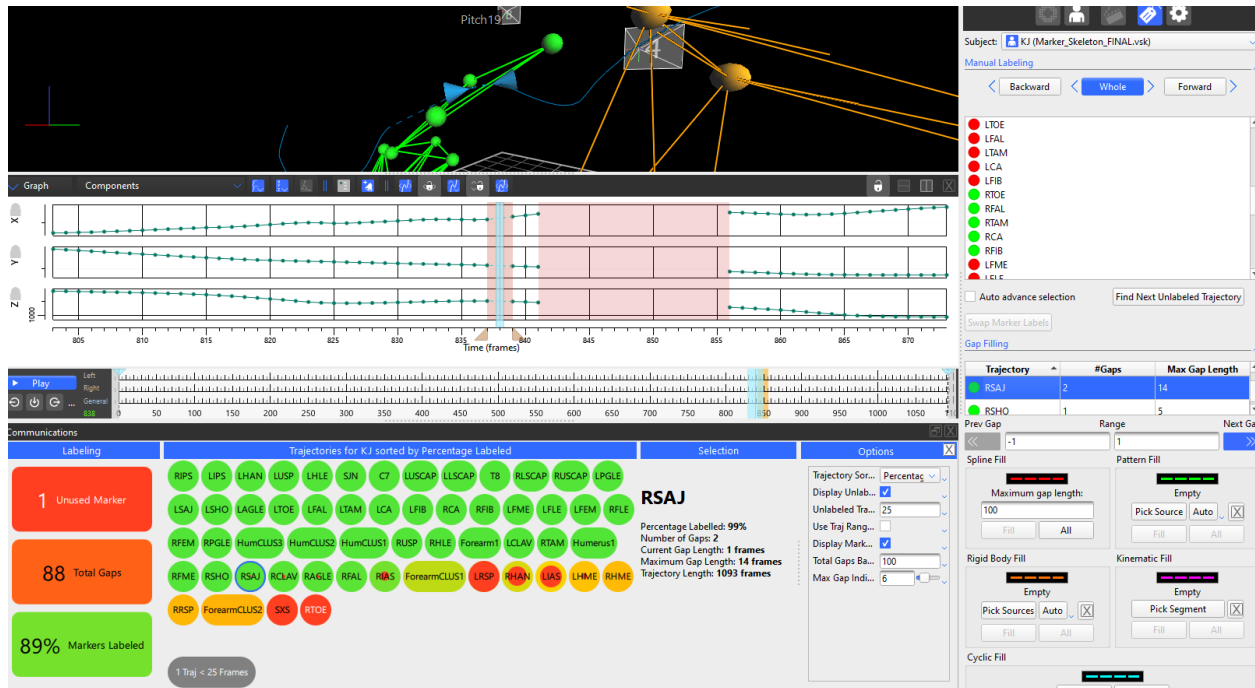 Pitch19
Subject: KJ (Marker_Skeleton_FINAL.vsk)
Manual Labeling
Backward Whole Forward
LTOE
LFAL
LTAM
LCA
LFIB
RTOE
RFAL
RTAM
RCA
RFIB
LFME
LFLE
Auto advance selection Find Next Unlabeled Trajectory
Swap Marker Labels
Gap Filling
Trajectory #Gaps Max Gap Length
RSAJ 2 14
RSHO 1 5
Prev Gap Range Next Ga
-1 1
Spline Fill Pattern Fill
Maximum gap length: Empty
100 Pick Source Auto X
Fill All Fill All
Rigid Body Fill Kinematic Fill
Empty Empty
Pick Sources Auto X Pick Segment X
Fill All Fill All
Cyclic Fill
Graph Components
X
Y
Z
1000
805 810 815 820 825 830 835 840 845 850 855 860 865 870
Time (frames)
Play
Left
Right
General
838
0 50 100 150 200 250 300 350 400 450 500 550 600 650 700 750 800 850 900 950 1000 1050
Communications
Labeling
1 Unused Marker
88 Total Gaps
89% Markers Labeled
Trajectories for KJ sorted by Percentage Labeled
RIPS LIPS LHAN LUSP LHLE SJN C7 LUSCAP LLSCAP T8 RLSCAP RUSCAP LPGLE
LSAJ LSHO LAGLE LTOE LFAL LTAM LCA LFIB RCA RFIB LFME LFLE LFEM RFLE
RFEM RPGLE HumCLUS3 HumCLUS2 HumCLUS1 RUSP RHLE Forearm1 LCLAV RTAM Humerus1
RFME RSHO RSAJ RCLAV RAGLE RFAL RIAS ForearmCLUS1 LRSP RHAN LIAS LHME RHME
RRSP ForearmCLUS2 SXS RTOE
1 Traj < 25 Frames
Selection
RSAJ
Percentage Labelled: 99%
Number of Gaps: 2
Current Gap Length: 1 frames
Maximum Gap Length: 14 frames
Trajectory Length: 1093 frames
Options X
Trajectory Sor... Percentag
Display Unlab...
Unlabeled Tra... 25
Use Traj Rang...
Display Mark...
Total Gaps Ba... 100
Max Gap Indi... 6